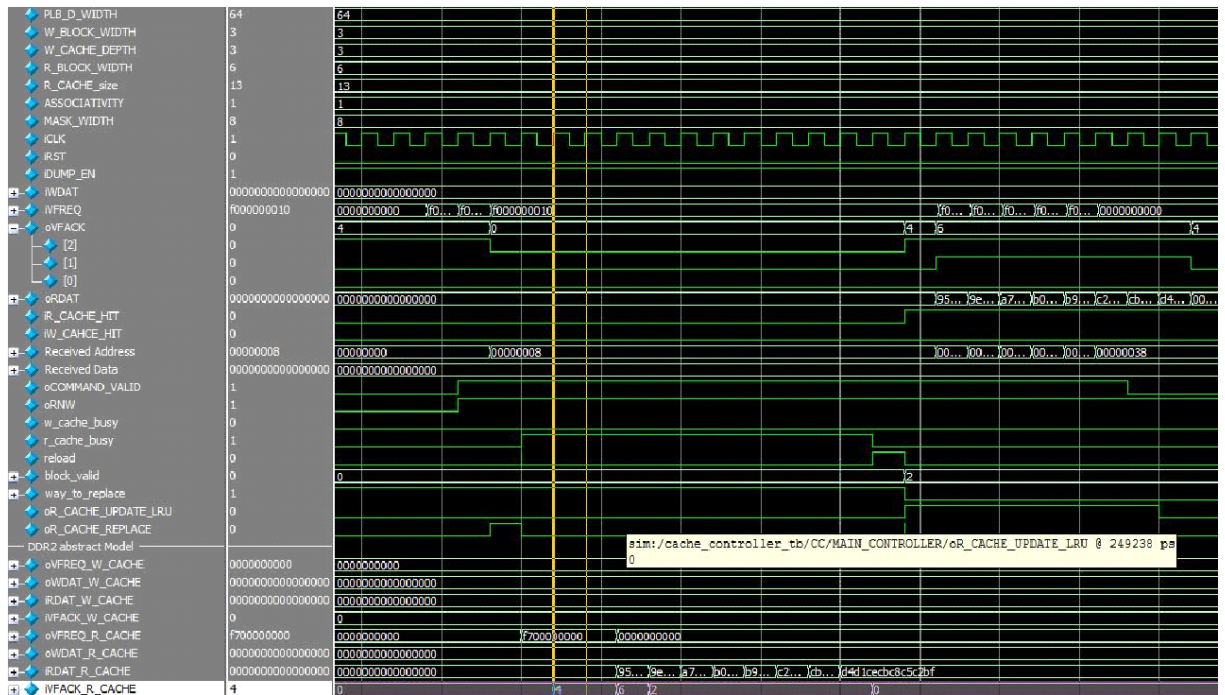 PLB_D_WIDTH 64 64
W_BLOCK_WIDTH 3 3
W_CACHE_DEPTH 3 3
R_BLOCK_WIDTH 6 6
R_CACHE_size 13 13
ASSOCIATIVITY 1 1
MASK_WIDTH 8 8
iCLK 1
iRST 0
iDUMP_EN 1
iWDAT 0000000000000000 0000000000000000
iVFREQ f000000010 0000000000 f0... f0... f000000010 f0... f0... f0... f0... f0... 0000000000
oVFACK 0 4 0 4 6 4
[2] 0
[1] 0
[0] 0
oRDAT 0000000000000000 0000000000000000 95... 9e... a7... b0... b9... c2... cb... d4... 00...
iR_CACHE_HIT 0
iW_CAHCE_HIT 0
Received Address 00000008 00000000 00000008 00... 00... 00... 00... 00... 00000038
Received Data 0000000000000000 0000000000000000
oCOMMAND_VALID 1
oRNW 1
w_cache_busy 0
r_cache_busy 1
reload 0
block_valid 0 0 2
way_to_replace 1
oR_CACHE_UPDATE_LRU 0
oR_CACHE_REPLACE 0
sim:/cache_controller_tb/CC/MAIN_CONTROLLER/oR_CACHE_UPDATE_LRU @ 249238 ps
0
DDR2 abstract Model
oVFREQ_W_CACHE 0000000000 0000000000
oWDAT_W_CACHE 0000000000000000 0000000000000000
iRDAT_W_CACHE 0000000000000000 0000000000000000
iVFACK_W_CACHE 0 0
oVFREQ_R_CACHE f700000000 0000000000 f700000000 0000000000
oWDAT_R_CACHE 0000000000000000 0000000000000000
iRDAT_R_CACHE 0000000000000000 0000000000000000 95... 9e... a7... b0... b9... c2... cb... d4d1cecbc8c5c2bf
iVFACK_R_CACHE 4 0 4 6 2 0